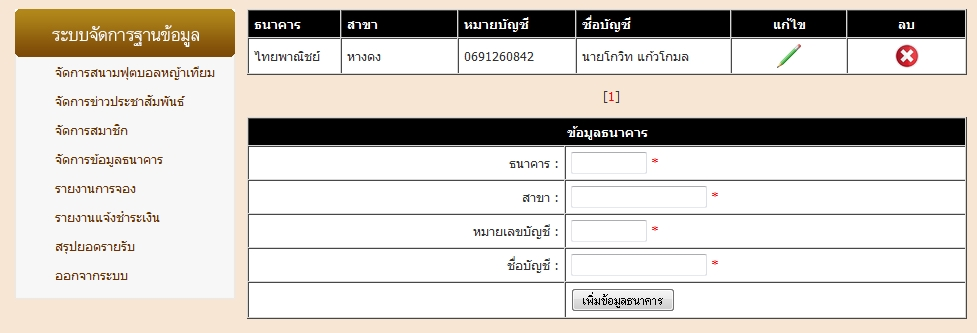 ระบบจัดการฐานข้อมูล
จัดการสนามฟุตบอลหญ้าเทียม
จัดการข่าวประชาสัมพันธ์
จัดการสมาชิก
จัดการข้อมูลธนาคาร
รายงานการจอง
รายงานแจ้งชำระเงิน
สรุปยอดรายรับ
ออกจากระบบ
ธนาคาร สาขา หมายบัญชี ชื่อบัญชี แก้ไข ลบ
ไทยพาณิชย์ หางดง 0691260842 นายโกวิท แก้วโกมล
[1]
ข้อมูลธนาคาร
ธนาคาร : *
สาขา : *
หมายเลขบัญชี : *
ชื่อบัญชี : *
เพิ่มข้อมูลธนาคาร